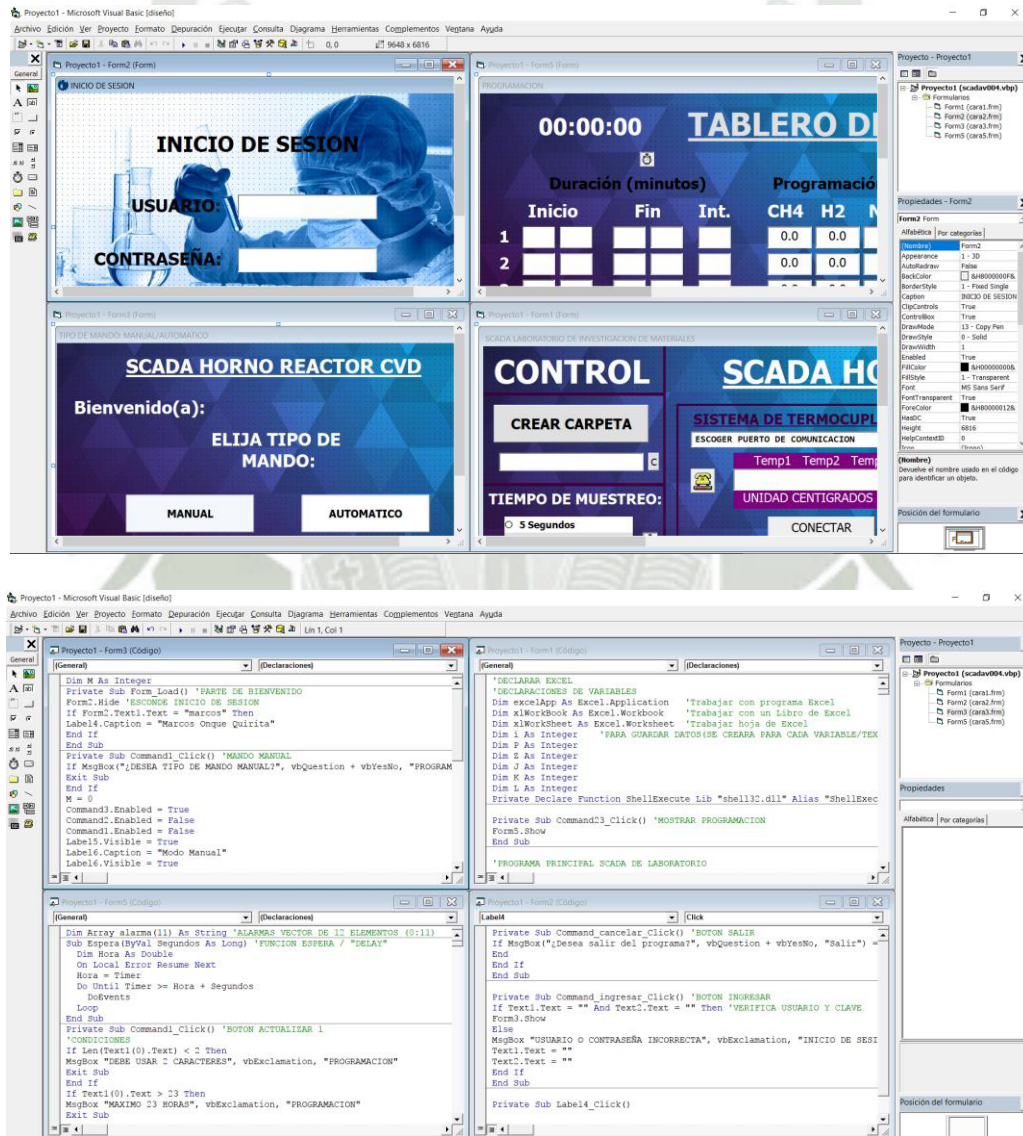 Proyecto1 - Microsoft Visual Basic [diseño]
Archivo Edición Ver Proyecto Formato Depuración Ejecutar Consulta Diagrama Herramientas Complementos Ventana Ayuda
0, 0 9648 x 6816
General
Proyecto1 - Form2 (Form)
INICIO DE SESION
INICIO DE SESION
USUARIO:
CONTRASEÑA:
Proyecto1 - Form5 (Form)
PROGRAMACION
00:00:00 TABLERO D
Duración (minutos) Programació
Inicio Fin Int. CH4 H2
1 0.0 0.0
2 0.0 0.0
Proyecto1 - Form3 (Form)
TIPO DE MANDO: MANUAL/AUTOMATICO
SCADA HORNO REACTOR CVD
Bienvenido(a):
ELIJA TIPO DE
MANDO:
MANUAL AUTOMATICO
Proyecto1 - Form1 (Form)
SCADA LABORATORIO DE INVESTIGACION DE MATERIALES
CONTROL SCADA HO
CREAR CARPETA
C
TIEMPO DE MUESTREO:
5 Segundos
SISTEMA DE TERMOCUPL
ESCOGER PUERTO DE COMUNICACION
Temp1 Temp2 Temp
UNIDAD CENTIGRADOS
CONECTAR
Proyecto - Proyecto1
Proyecto1 (scadav004.vbp)
Formularios
Form1 (cara1.frm)
Form2 (cara2.frm)
Form3 (cara3.frm)
Form5 (cara5.frm)
Propiedades - Form2
Form2 Form
Alfabética Por categorías
(Nombre) Form2
Appearance 1 - 3D
AutoRedraw False
BackColor &H8000000F&
BorderStyle 1 - Fixed Single
Caption INICIO DE SESION
ClipControls True
ControlBox True
DrawMode 13 - Copy Pen
DrawStyle 0 - Solid
DrawWidth 1
Enabled True
FillColor &H00000000&
FillStyle 1 - Transparent
Font MS Sans Serif
FontTransparent True
ForeColor &H80000012&
HasDC True
Height 6816
HelpContextID 0
Icon (Icono)
(Nombre)
Devuelve el nombre usado en el código
para identificar un objeto.
Posición del formulario
Proyecto1 - Microsoft Visual Basic [diseño]
Archivo Edición Ver Proyecto Formato Depuración Ejecutar Consulta Diagrama Herramientas Complementos Ventana Ayuda
Lin 1, Col 1
General
Proyecto1 - Form3 (Código)
(General) (Declaraciones)
Dim M As Integer
Private Sub Form_Load() 'PARTE DE BIENVENIDO
Form2.Hide 'ESCONDE INICIO DE SESION
If Form2.Text1.Text = "marcos" Then
Label4.Caption = "Marcos Onque Quirita"
End If
End Sub
Private Sub Command1_Click() 'MANDO MANUAL
If MsgBox("¿DESEA TIPO DE MANDO MANUAL?", vbQuestion + vbYesNo, "PROGRAM
Exit Sub
End If
M = 0
Command3.Enabled = True
Command2.Enabled = False
Command1.Enabled = False
Label5.Visible = True
Label6.Caption = "Modo Manual"
Label6.Visible = True
Proyecto1 - Form1 (Código)
(General) (Declaraciones)
'DECLARAR EXCEL
'DECLARACIONES DE VARIABLES
Dim excelApp As Excel.Application 'Trabajar con programa Excel
Dim xlWorkBook As Excel.Workbook 'Trabajar con un Libro de Excel
Dim xlWorkSheet As Excel.Worksheet 'Trabajar hoja de Excel
Dim i As Integer 'PARA GUARDAR DATOS(SE CREARA PARA CADA VARIABLE/TEX
Dim P As Integer
Dim Z As Integer
Dim J As Integer
Dim K As Integer
Dim L As Integer
Private Declare Function ShellExecute Lib "shell32.dll" Alias "ShellExec
Private Sub Command23_Click() 'MOSTRAR PROGRAMACION
Form5.Show
End Sub
'PROGRAMA PRINCIPAL SCADA DE LABORATORIO
Proyecto1 - Form5 (Código)
(General) (Declaraciones)
Dim Array alarma(11) As String 'ALARMAS VECTOR DE 12 ELEMENTOS (0:11)
Sub Espera(ByVal Segundos As Long) 'FUNCION ESPERA / "DELAY"
Dim Hora As Double
On Local Error Resume Next
Hora = Timer
Do Until Timer >= Hora + Segundos
DoEvents
Loop
End Sub
Private Sub Command1_Click() 'BOTON ACTUALIZAR 1
'CONDICIONES
If Len(Text1(0).Text) < 2 Then
MsgBox "DEBE USAR 2 CARACTERES", vbExclamation, "PROGRAMACION"
Exit Sub
End If
If Text1(0).Text > 23 Then
MsgBox "MAXIMO 23 HORAS", vbExclamation, "PROGRAMACION"
Exit Sub
Proyecto1 - Form2 (Código)
Label4 Click
Private Sub Command_cancelar_Click() 'BOTON SALIR
If MsgBox("¿Desea salir del programa?", vbQuestion + vbYesNo, "Salir") =
End
End If
End Sub
Private Sub Command_ingresar_Click() 'BOTON INGRESAR
If Text1.Text = "" And Text2.Text = "" Then 'VERIFICA USUARIO Y CLAVE
Form3.Show
Else
MsgBox "USUARIO O CONTRASEÑA INCORRECTA", vbExclamation, "INICIO DE SESI
Text1.Text = ""
Text2.Text = ""
End If
End Sub
Private Sub Label4_Click()
Proyecto - Proyecto1
Proyecto1 (scadav004.vbp)
Formularios
Form1 (cara1.frm)
Form2 (cara2.frm)
Form3 (cara3.frm)
Form5 (cara5.frm)
Propiedades
Alfabética Por categorías
Posición del formulario